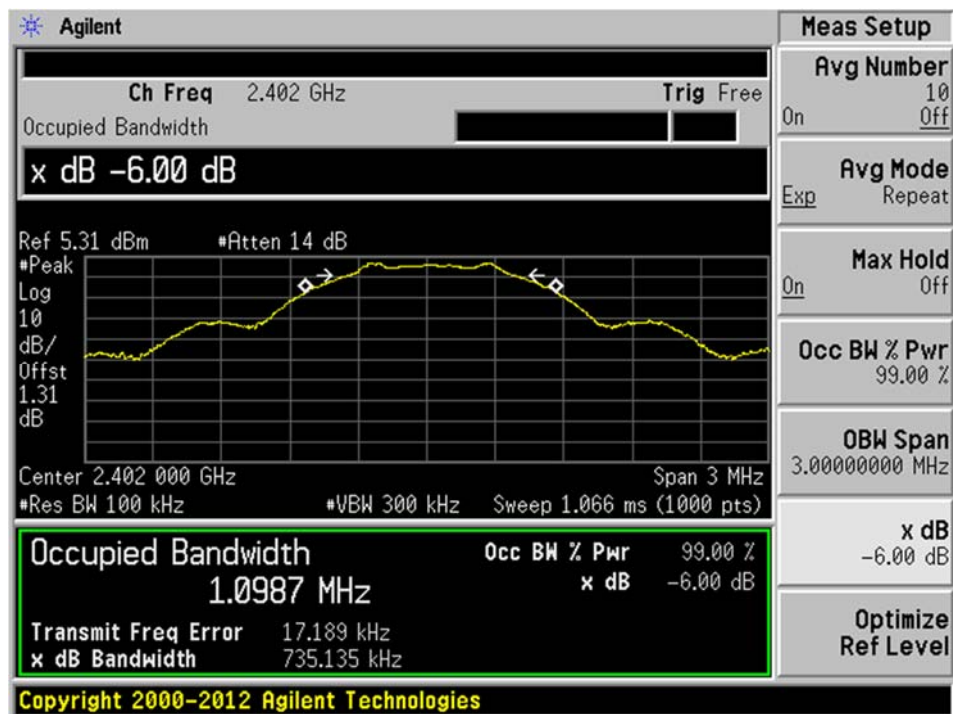 Agilent
Ch Freq 2.402 GHz Trig Free
Occupied Bandwidth
x dB -6.00 dB
Ref 5.31 dBm #Atten 14 dB
#Peak
Log
10
dB/
Offst
1.31
dB
Center 2.402 000 GHz Span 3 MHz
#Res BW 100 kHz #VBW 300 kHz Sweep 1.066 ms (1000 pts)
Occupied Bandwidth Occ BW % Pwr 99.00 %
1.0987 MHz x dB -6.00 dB
Transmit Freq Error 17.189 kHz
x dB Bandwidth 735.135 kHz
Copyright 2000-2012 Agilent Technologies
Meas Setup
Avg Number
10
On Off
Avg Mode
Exp Repeat
Max Hold
On Off
Occ BW % Pwr
99.00 %
OBW Span
3.00000000 MHz
x dB
-6.00 dB
Optimize
Ref Level